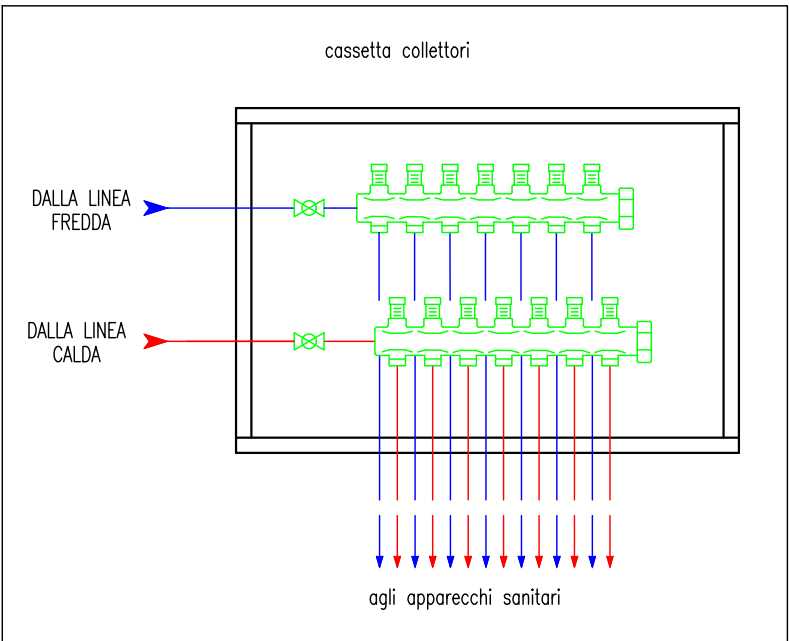 cassetta collettori
DALLA LINEA
FREDDA
DALLA LINEA
CALDA
agli apparecchi sanitari